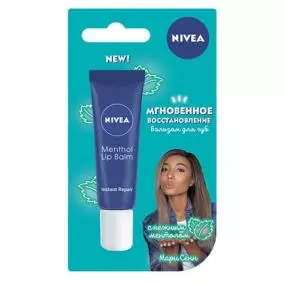 NEW!
NIVEA
МГНОВЕННОЕ
ВОССТАНОВЛЕНИЕ
Бальзам для губ
NIVEA
Menthol
Lip Balm
Instant Repair
с нежным
ментолом
Мари Сенн